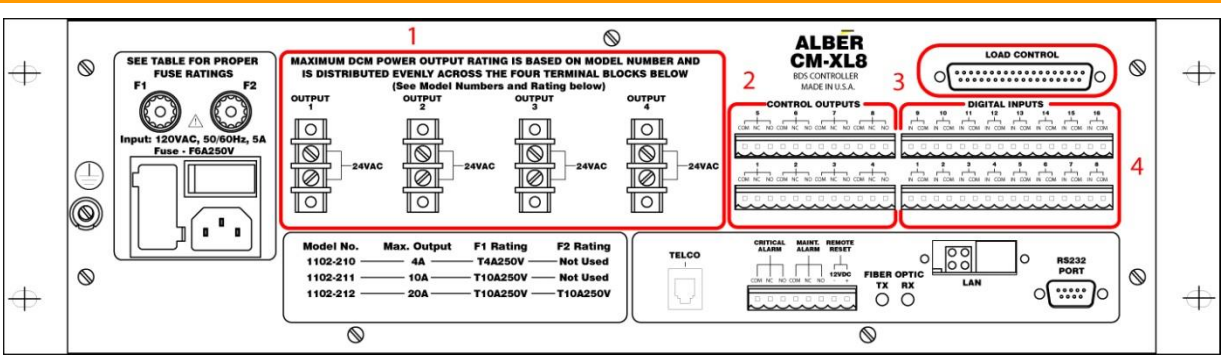 1
SEE TABLE FOR PROPER
FUSE RATINGS
F1 F2
Input: 120VAC, 50/60Hz, 5A
Fuse - F6A250V
MAXIMUM DCM POWER OUTPUT RATING IS BASED ON MODEL NUMBER AND
IS DISTRIBUTED EVENLY ACROSS THE FOUR TERMINAL BLOCKS BELOW
(See Model Numbers and Rating below)
OUTPUT OUTPUT OUTPUT OUTPUT
1 2 3 4
24VAC 24VAC 24VAC 24VAC
ALBER
CM-XL8
BDS CONTROLLER
MADE IN U.S.A.
2
3
LOAD CONTROL
CONTROL OUTPUTS
5 6 7 8
COM NC NO COM NC NO COM NC NO COM NC NO
1 2 3 4
COM NC NO COM NC NO COM NC NO COM NC NO
DIGITAL INPUTS
9 10 11 12 13 14 15 16
IN COM IN COM IN COM IN COM IN COM IN COM IN COM IN COM
1 2 3 4 5 6 7 8
IN COM IN COM IN COM IN COM IN COM IN COM IN COM IN COM
4
Model No. Max. Output F1 Rating F2 Rating
1102-210 4A T4A250V Not Used
1102-211 10A T10A250V Not Used
1102-212 20A T10A250V T10A250V
TELCO
CRITICAL
ALARM
MAINT.
ALARM
REMOTE
RESET
12VDC
COM NC NO COM NC NO - +
FIBER OPTIC
TX RX
LAN
RS232
PORT